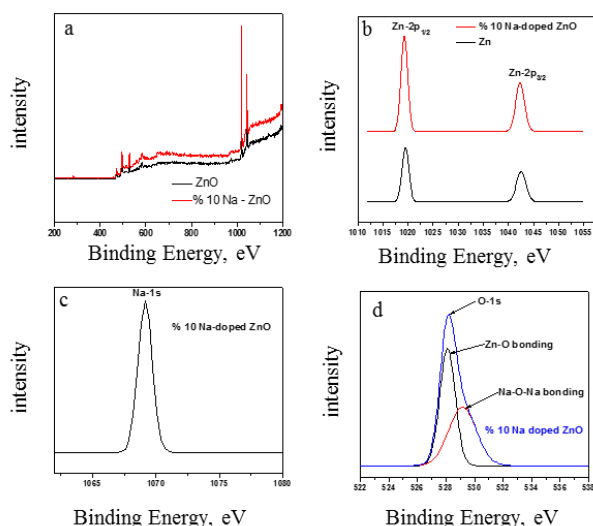 a
intensity
ZnO
% 10 Na - ZnO
200 400 600 800 1000 1200
Binding Energy, eV
b
Zn-2p1/2
% 10 Na-doped ZnO
Zn
Zn-2p3/2
intensity
1010 1015 1020 1025 1030 1035 1040 1045 1050 1055
Binding Energy, eV
c
Na-1s
% 10 Na-doped ZnO
intensity
1065 1070 1075 1080
Binding Energy, eV
d
O-1s
Zn-O bonding
Na-O-Na bonding
% 10 Na doped ZnO
intensity
522 524 526 528 530 532 534 536 538
Binding Energy, eV